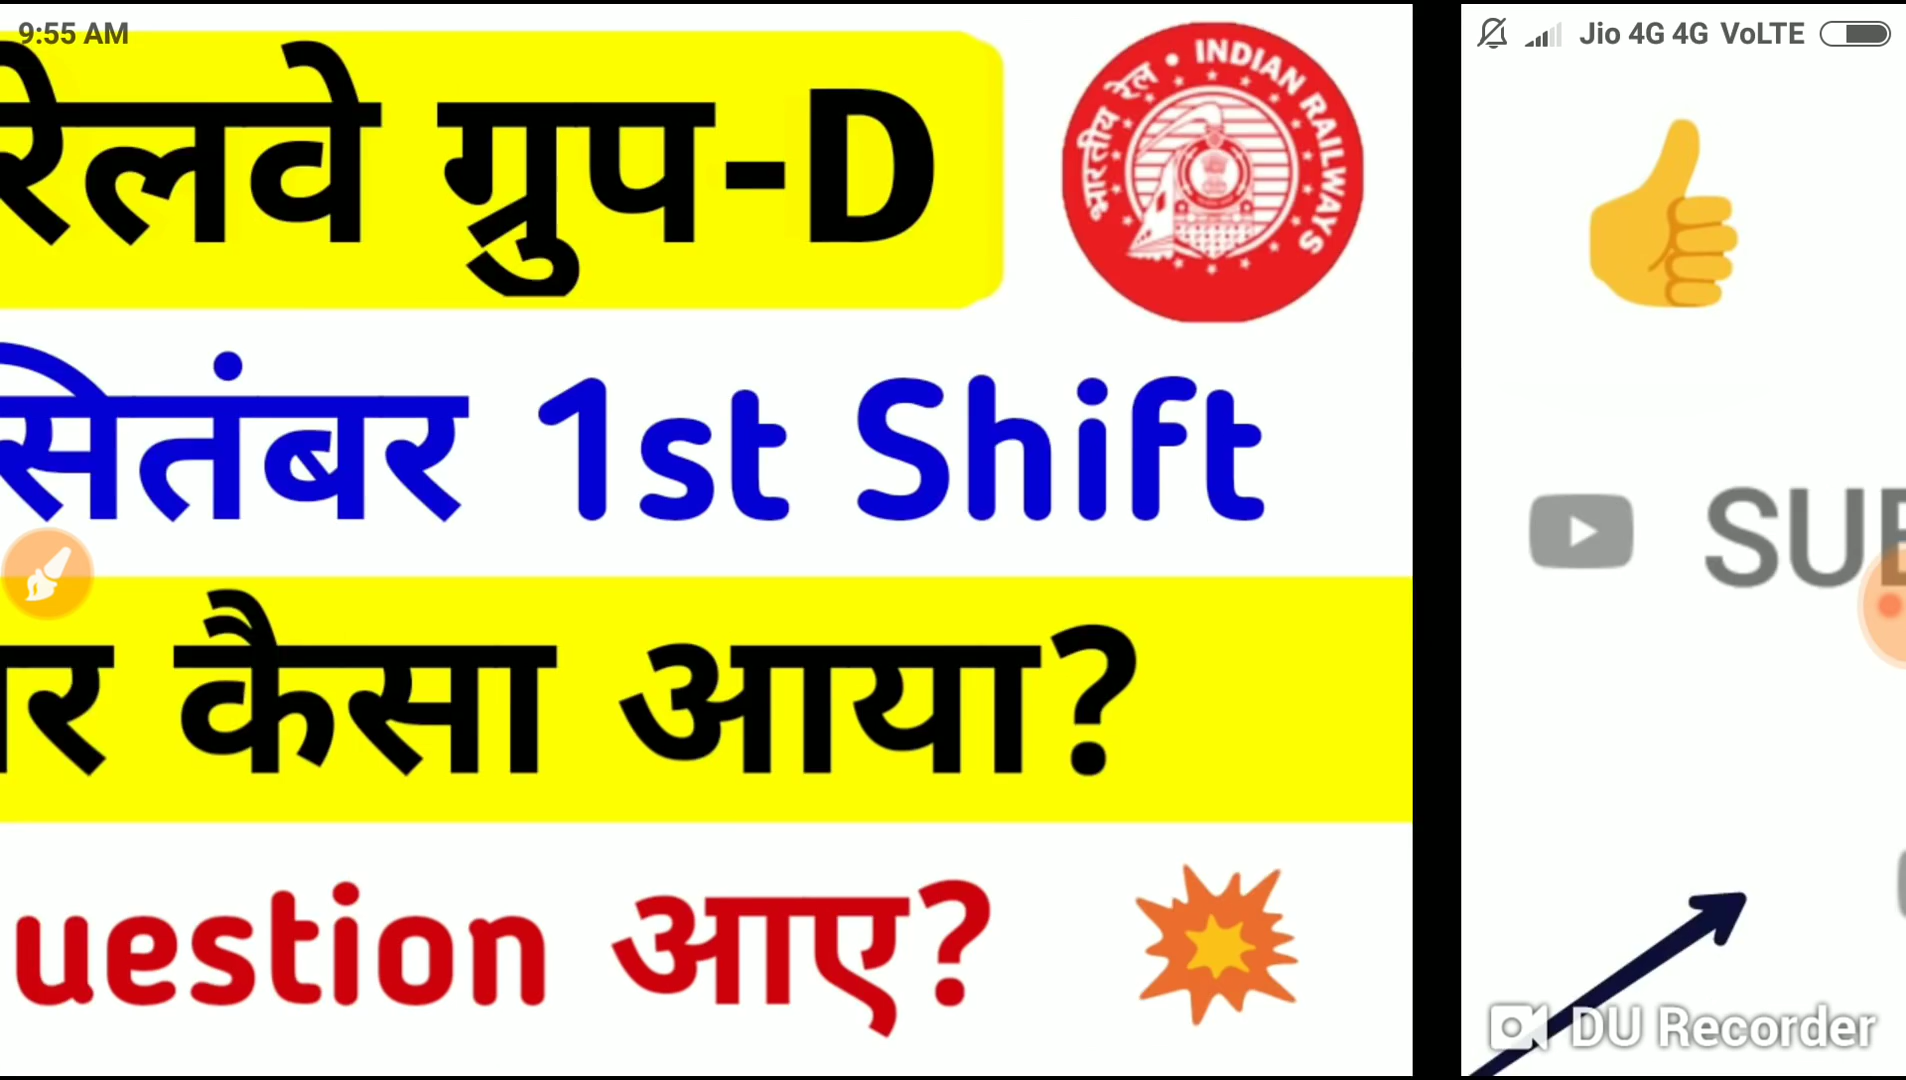 9:55 AM
Jio 4G 4G VoLTE
रेलवे ग्रुप-D
भारतीय रेल • INDIAN RAILWAYS
सितंबर 1st Shift
SUB
र कैसा आया?
uestion आए?
DU Recorder